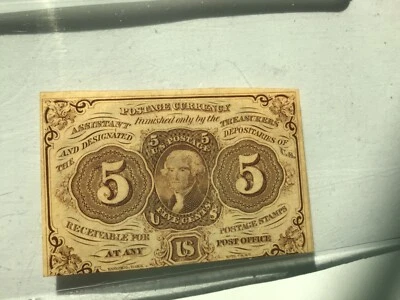 POSTAGE CURRENCY
furnished only by the
ASSISTANT TREASURERS
AND DESIGNATED DEPOSITARIES OF
THE U.S.
U.S. POSTAGE
5 5
5 5
FIVE CENTS
U S
RECEIVABLE FOR POSTAGE STAMPS
AT ANY US POST OFFICE